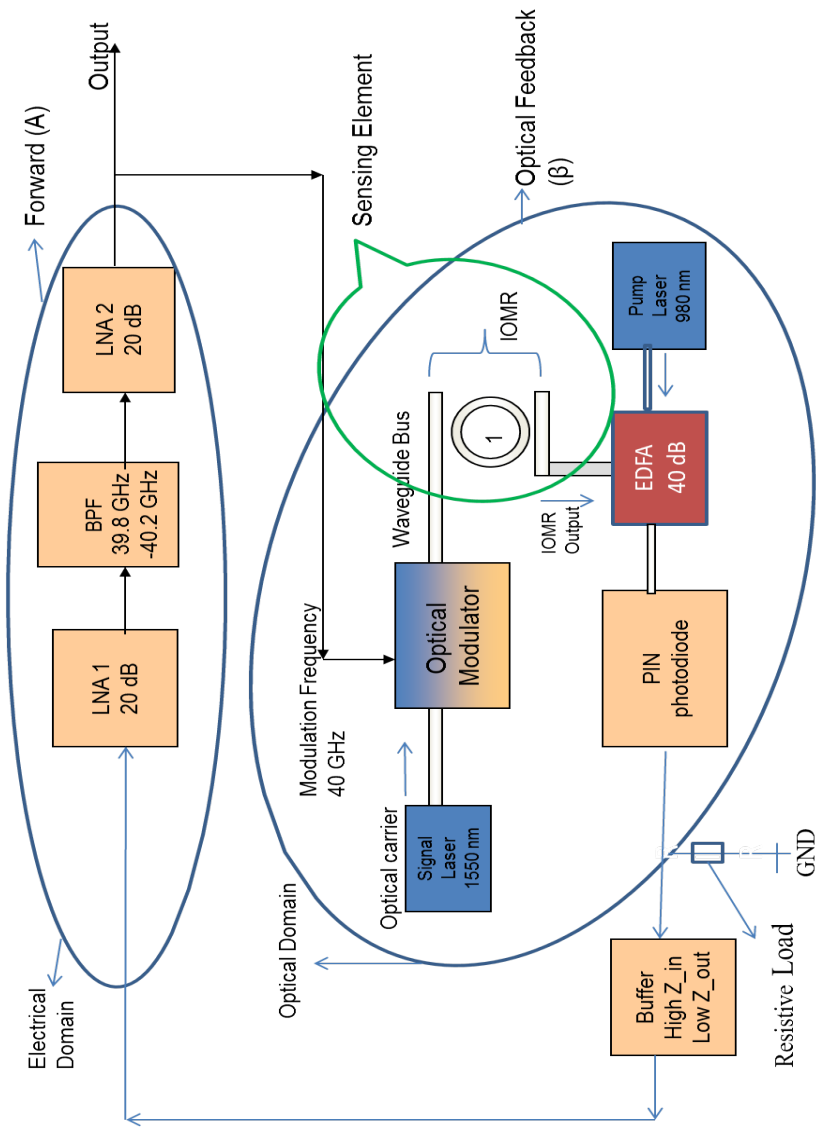 Electrical
Domain
Forward (A)
Output
LNA 1
20 dB
BPF
39.8 GHz
-40.2 GHz
LNA 2
20 dB
Sensing Element
Optical Domain
Modulation Frequency
40 GHz
Optical carrier
Signal
Laser
1550 nm
Optical
Modulator
Waveguide Bus
1
IOMR
Optical Feedback
(β)
IOMR
Output
Pump
Laser
980 nm
EDFA
40 dB
PIN
photodiode
Buffer
High Z_in
Low Z_out
Resistive Load
GND